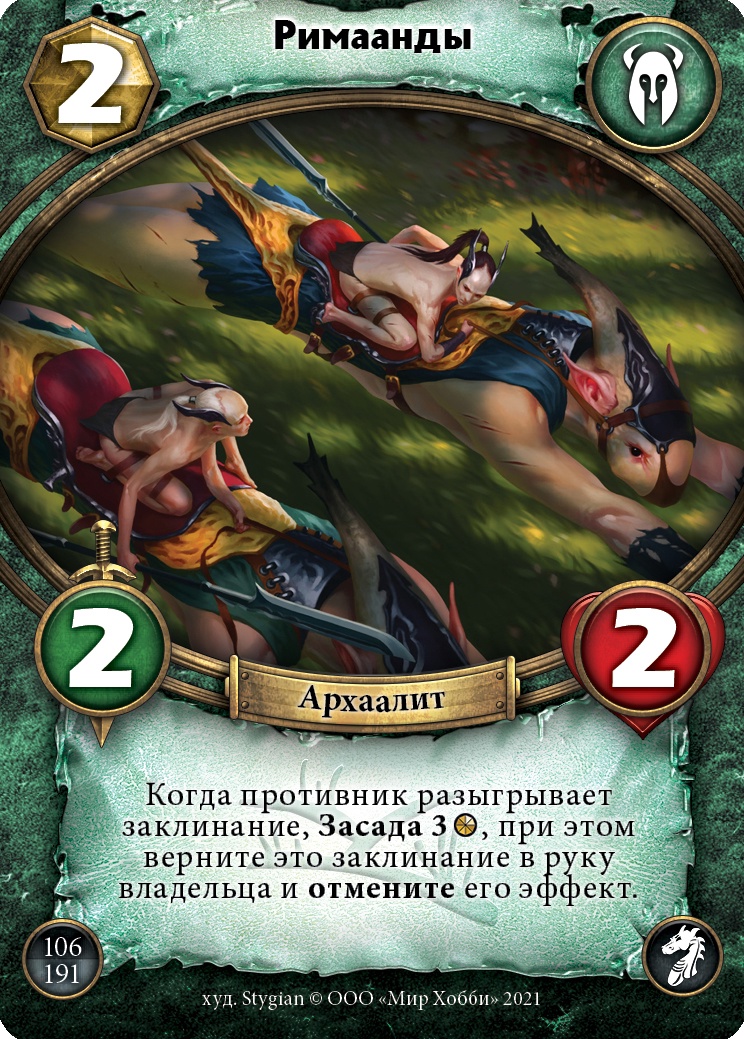 Римаанды
2
2
2
Архаалит
Когда противник разыгрывает
заклинание, Засада 3 , при этом
верните это заклинание в руку
владельца и отмените его эффект.
106
191
худ. Stygian © ООО «Мир Хобби» 2021